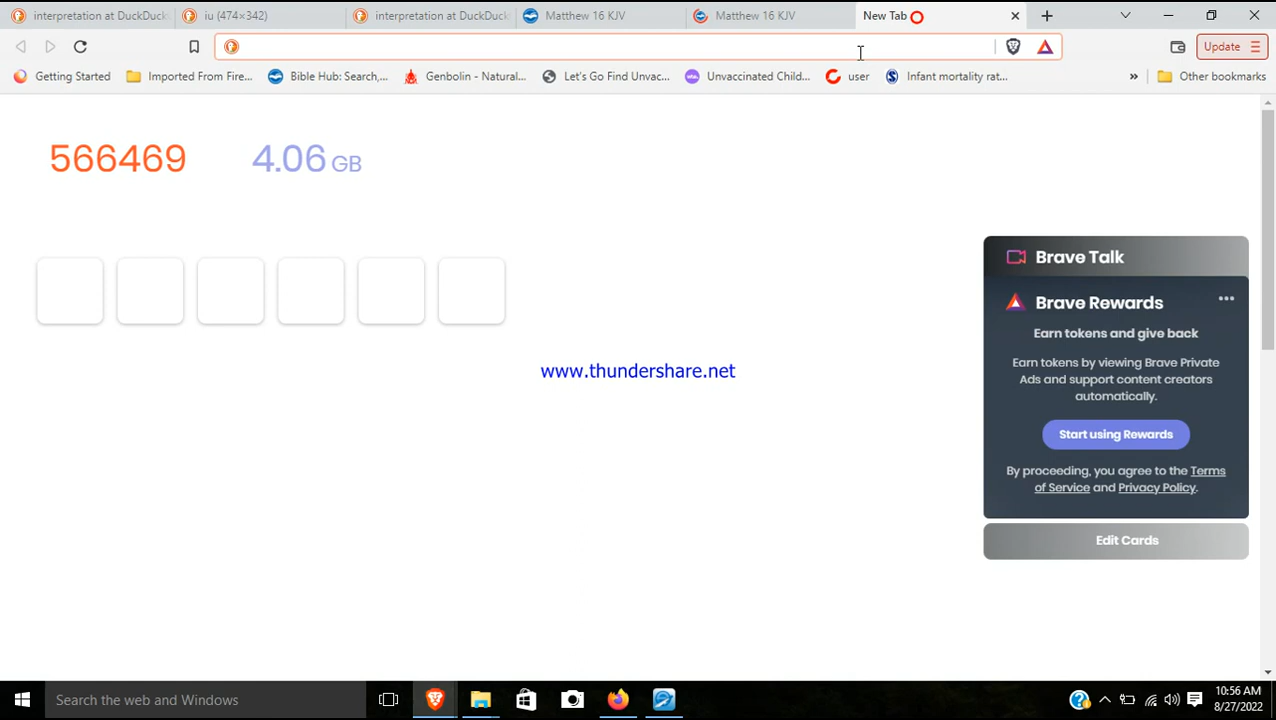 interpretation at DuckDuck
iu (474×342)
interpretation at DuckDuck
Matthew 16 KJV
Matthew 16 KJV
New Tab
Update
Getting Started
Imported From Fire...
Bible Hub: Search,...
Genbolin - Natural...
Let's Go Find Unvac...
Unvaccinated Child...
user
Infant mortality rat...
»
Other bookmarks
566469
4.06 GB
Brave Talk
Brave Rewards
Earn tokens and give back
Earn tokens by viewing Brave Private
Ads and support content creators
automatically.
Start using Rewards
By proceeding, you agree to the Terms
of Service and Privacy Policy.
Edit Cards
www.thundershare.net
Search the web and Windows
10:56 AM
8/27/2022